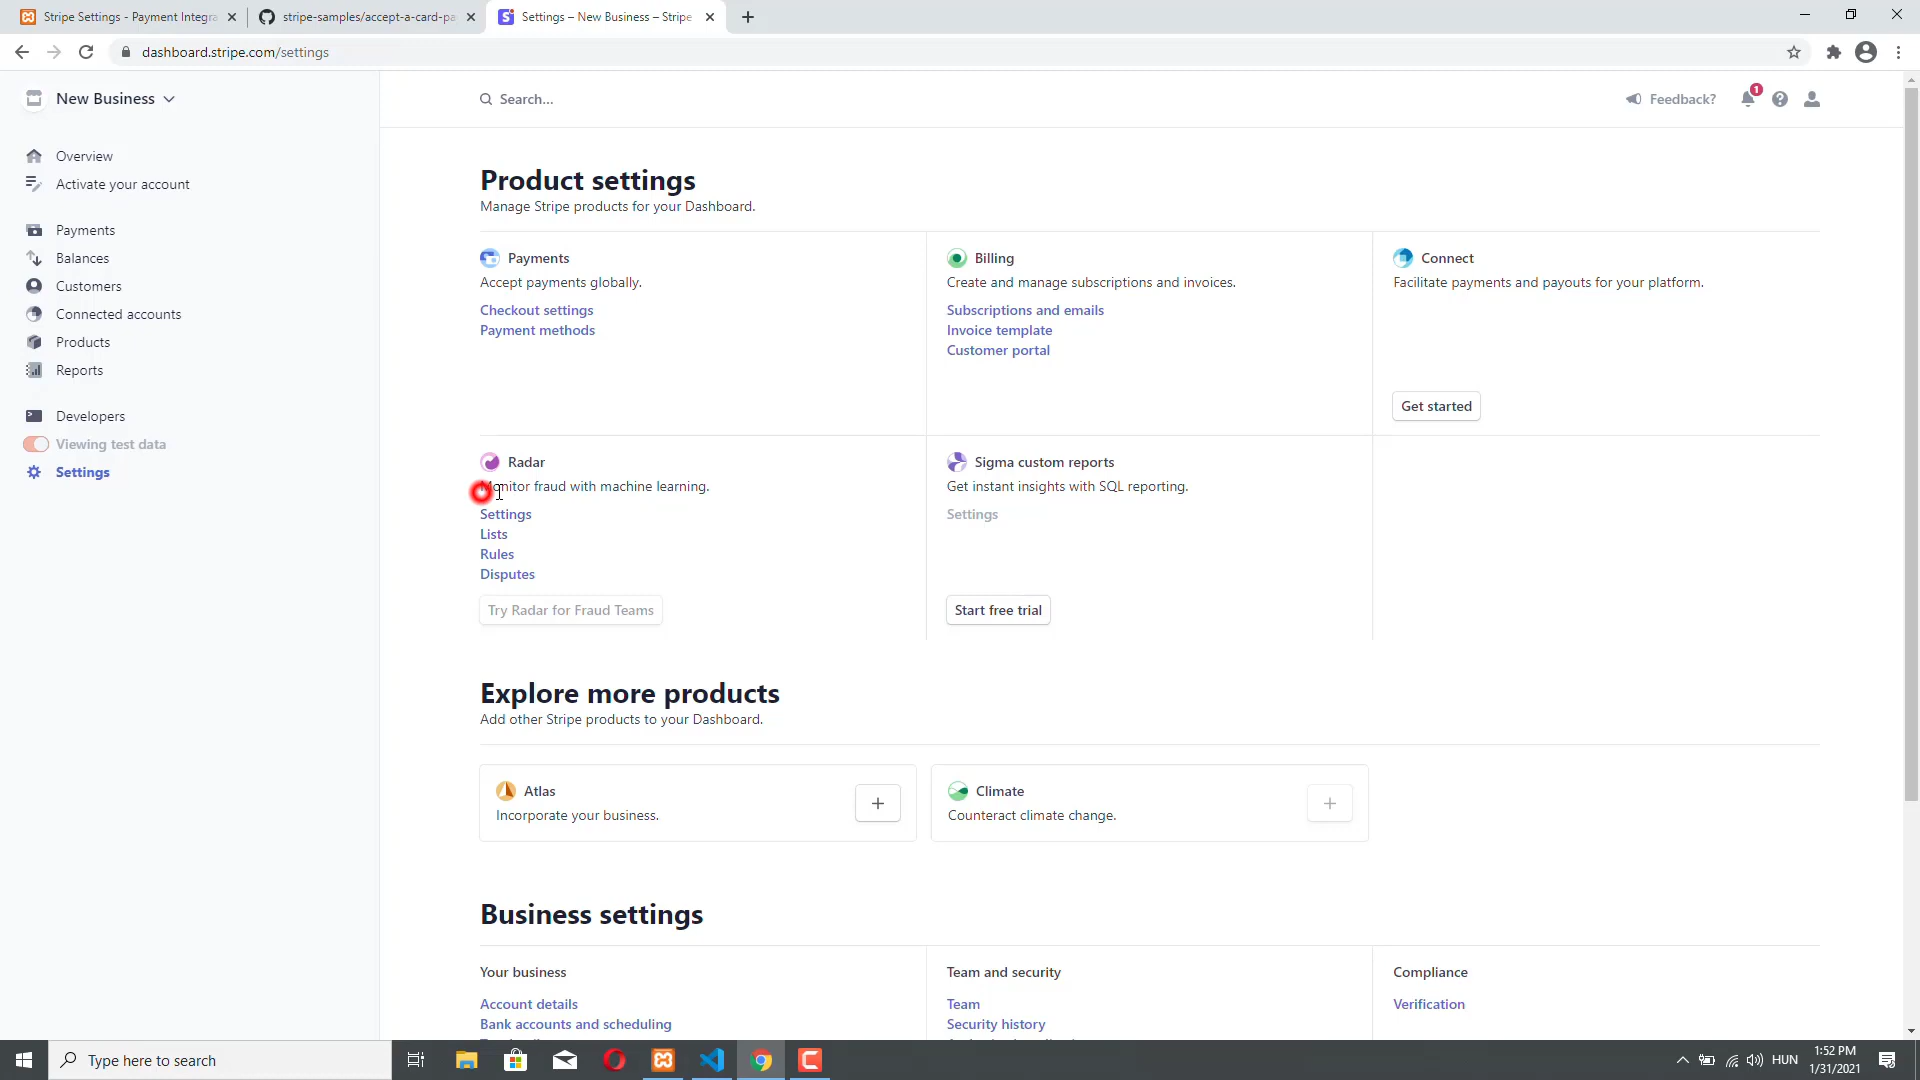 Stripe Settings - Payment Integra
stripe-samples/accept-a-card-pa
Settings – New Business – Stripe
dashboard.stripe.com/settings
New Business
Search...
Feedback?
1
Overview
Activate your account
Payments
Balances
Customers
Connected accounts
Products
Reports
Developers
Viewing test data
Settings
Product settings
Manage Stripe products for your Dashboard.
Payments
Accept payments globally.
Checkout settings
Payment methods
Billing
Create and manage subscriptions and invoices.
Subscriptions and emails
Invoice template
Customer portal
Connect
Facilitate payments and payouts for your platform.
Get started
Radar
Monitor fraud with machine learning.
Settings
Lists
Rules
Disputes
Try Radar for Fraud Teams
Sigma custom reports
Get instant insights with SQL reporting.
Settings
Start free trial
Explore more products
Add other Stripe products to your Dashboard.
Atlas
Incorporate your business.
Climate
Counteract climate change.
Business settings
Your business
Account details
Bank accounts and scheduling
Team and security
Team
Security history
Compliance
Verification
Type here to search
HUN
1:52 PM
1/31/2021